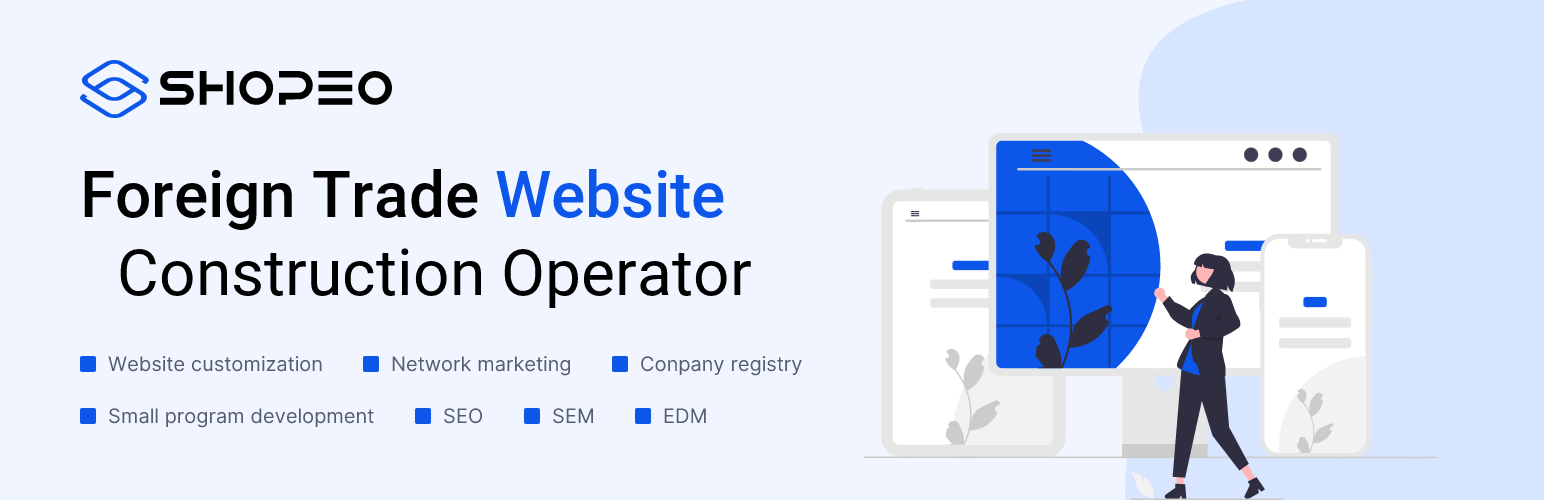 SHOPEO
Foreign Trade Website
Construction Operator
Website customization Network marketing Conpany registry
Small program development SEO SEM EDM